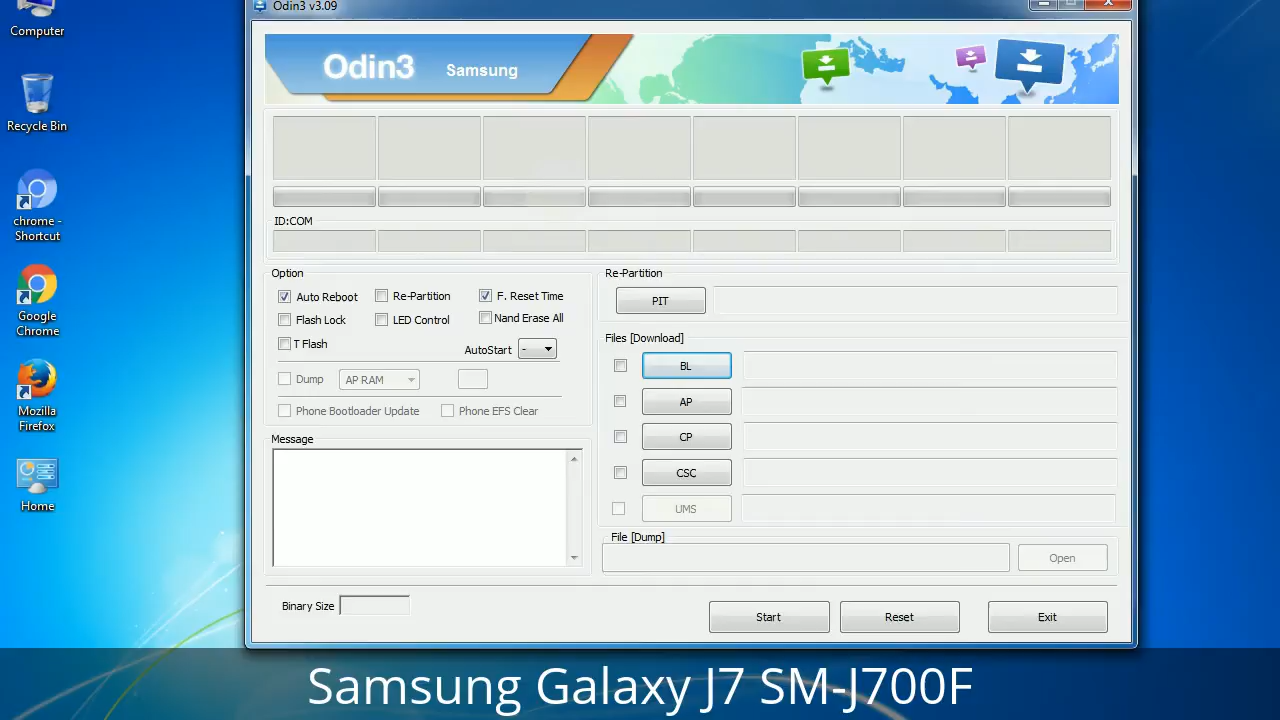 Odin3 v3.09
Computer
Recycle Bin
chrome -
Shortcut
Google
Chrome
Mozilla
Firefox
Home
Odin3 Samsung
ID:COM
Option
Auto Reboot
Re-Partition
F. Reset Time
Flash Lock
LED Control
Nand Erase All
T Flash
AutoStart -
Dump AP RAM
Phone Bootloader Update
Phone EFS Clear
Message
Binary Size
Re-Partition
PIT
Files [Download]
BL
AP
CP
CSC
UMS
File [Dump]
Open
Start
Reset
Exit
Samsung Galaxy J7 SM-J700F